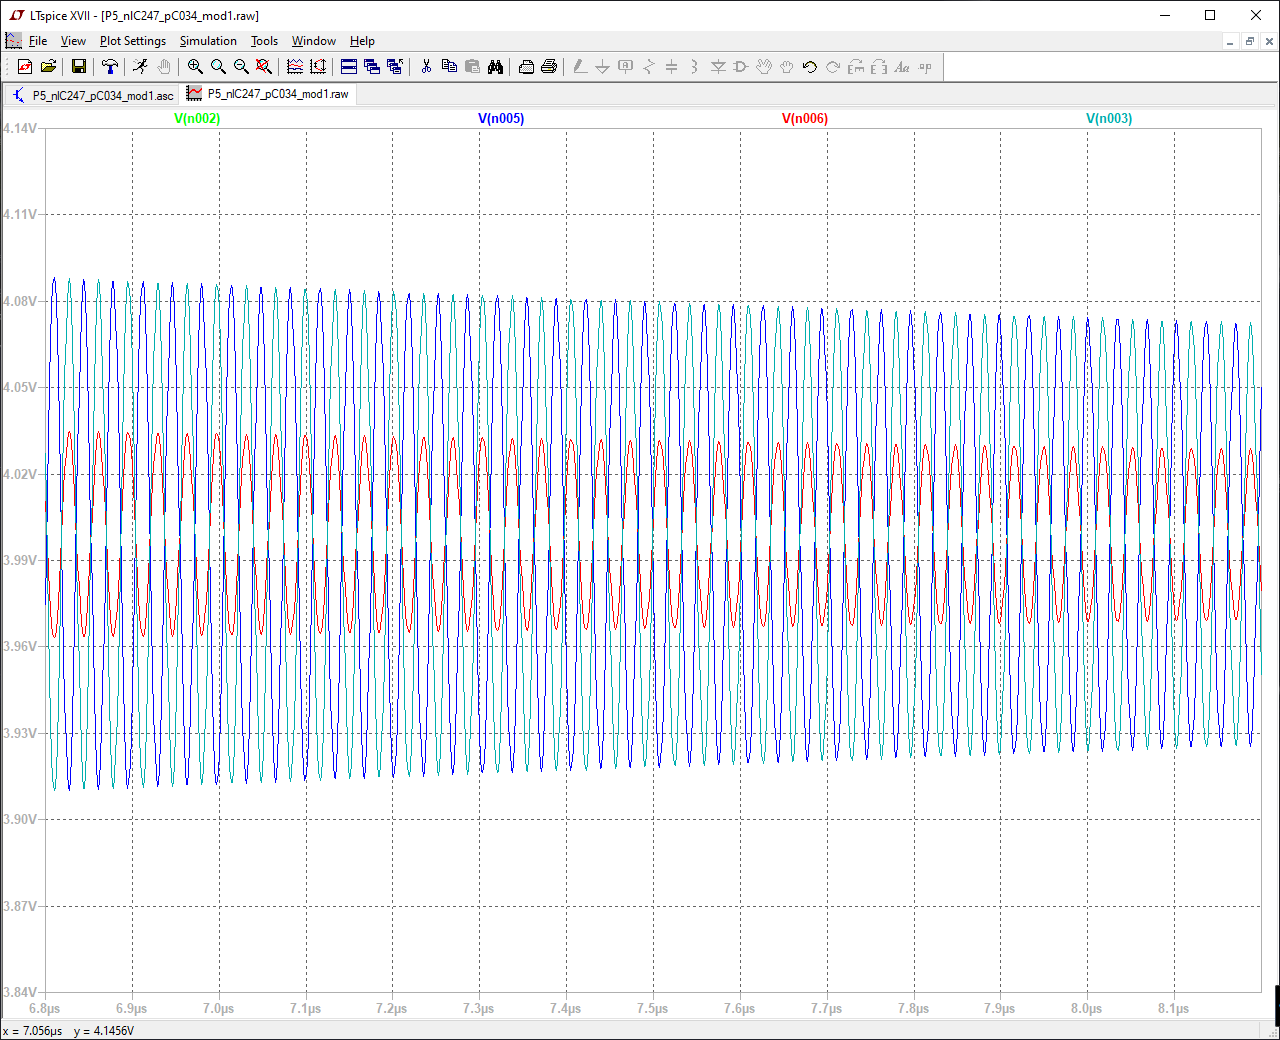 LTspice XVII - [P5_nIC247_pC034_mod1.raw]
File View Plot Settings Simulation Tools Window Help
P5_nIC247_pC034_mod1.asc P5_nIC247_pC034_mod1.raw
V(n002) V(n005) V(n006) V(n003)
4.14V
4.11V
4.08V
4.05V
4.02V
3.99V
3.96V
3.93V
3.90V
3.87V
3.84V
6.8µs 6.9µs 7.0µs 7.1µs 7.2µs 7.3µs 7.4µs 7.5µs 7.6µs 7.7µs 7.8µs 7.9µs 8.0µs 8.1µs
x = 7.056µs y = 4.1456V